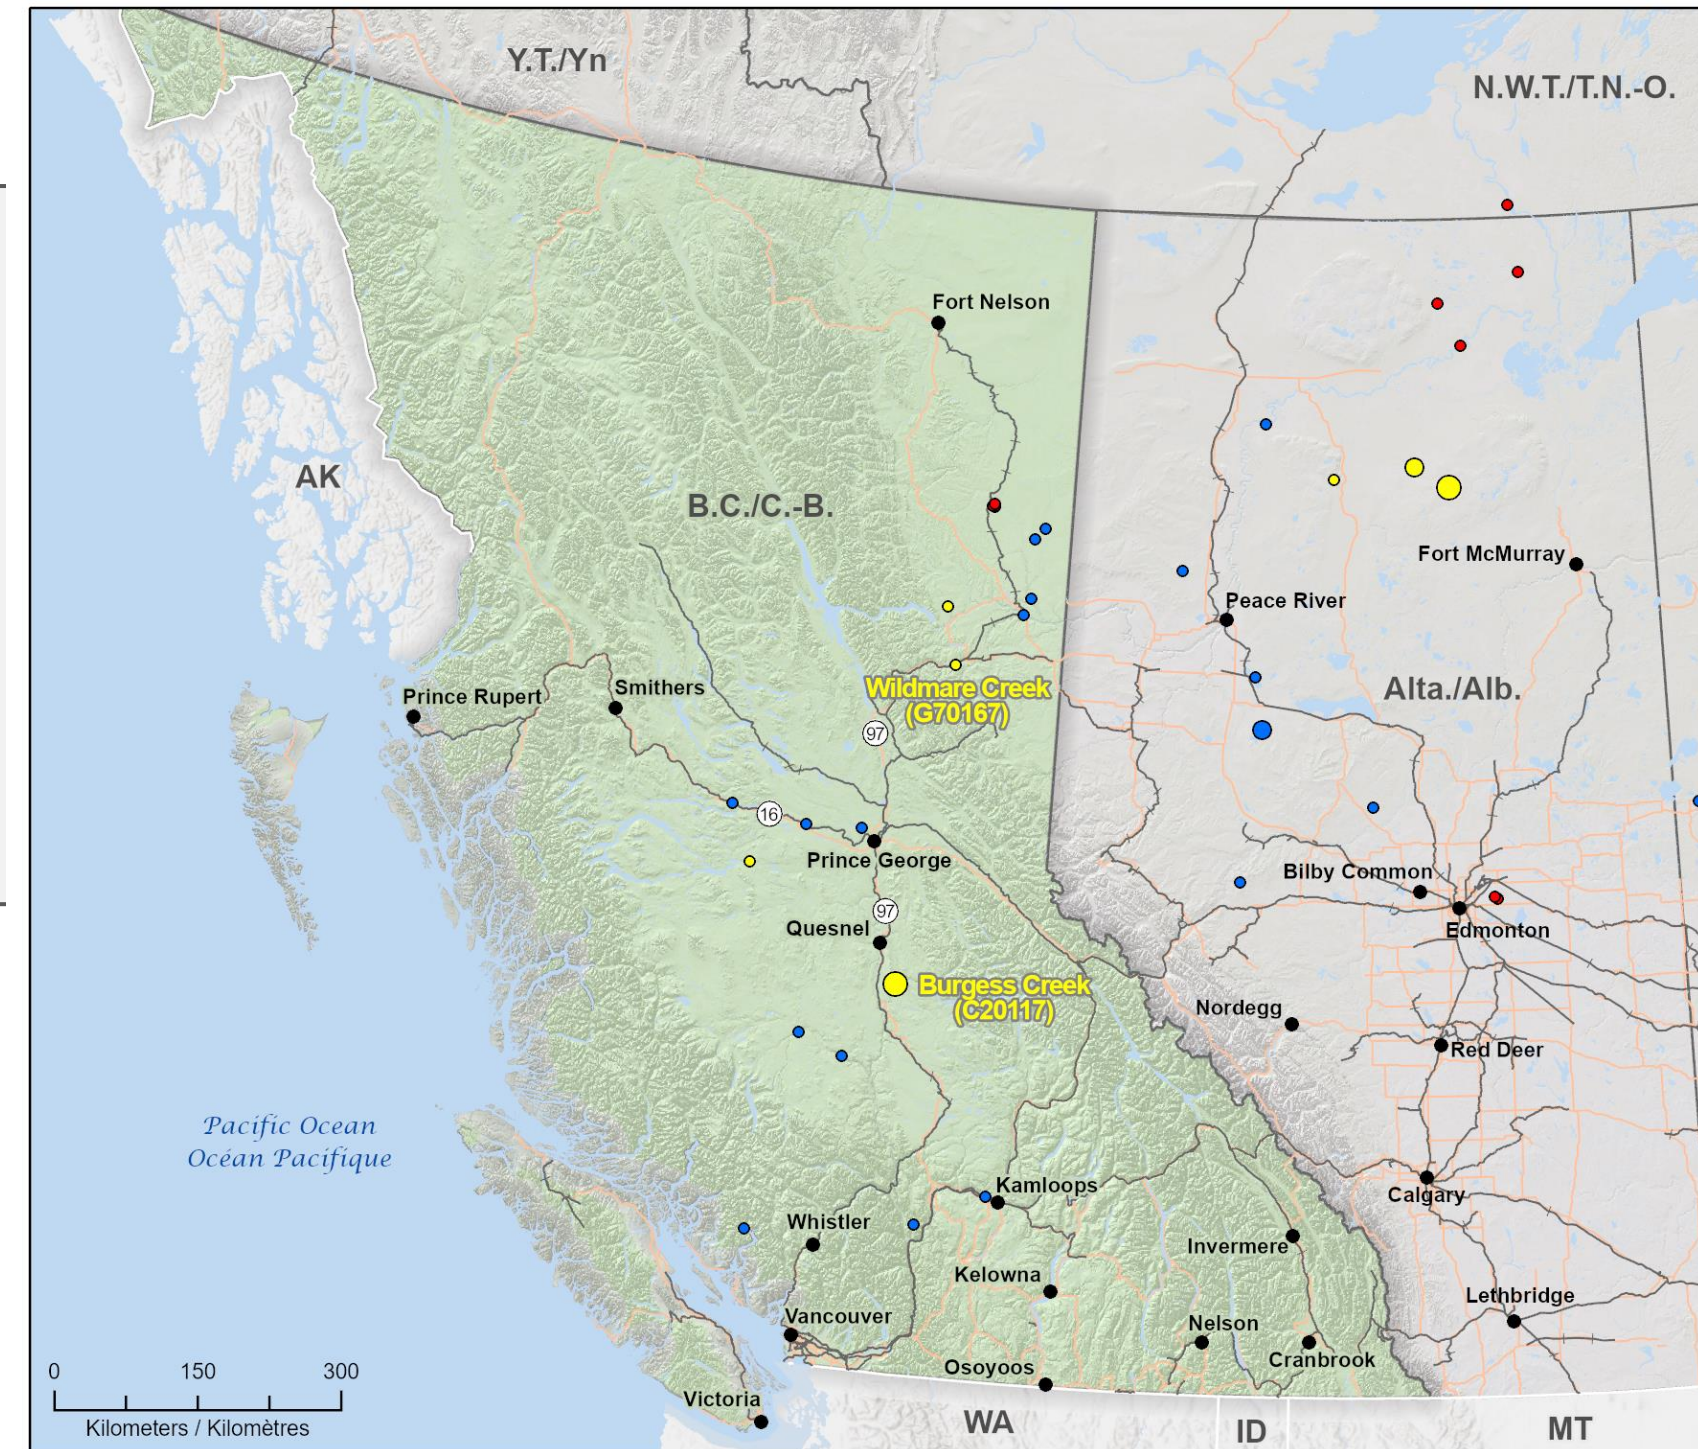 Y.T./Yn
N.W.T./T.N.-O.
Fort Nelson
AK
B.C./C.-B.
Fort McMurray
Peace River
Prince Rupert
Smithers
Wildmare Creek
(G70167)
Alta./Alb.
97
16
Prince George
Bilby Common
97
Quesnel
Edmonton
Burgess Creek
(C20117)
Nordegg
Red Deer
Pacific Ocean
Océan Pacifique
Kamloops
Calgary
Whistler
Invermere
Kelowna
Lethbridge
Vancouver
Nelson
Osoyoos
Cranbrook
0 150 300
Kilometers / Kilomètres
Victoria
WA
ID
MT